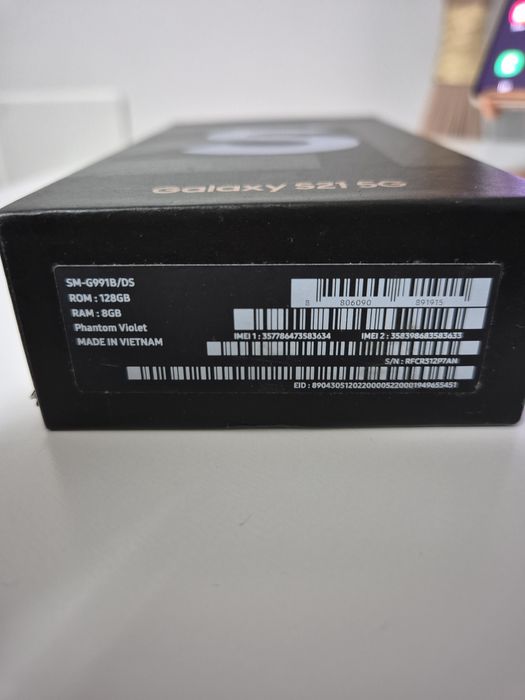 Galaxy S21 5G
SM-G991B/DS
ROM : 128GB
RAM : 8GB
Phantom Violet
MADE IN VIETNAM
8 806090 891915
IMEI 1 : 357786473583634 IMEI 2 : 358398683583633
S/N : RFCR312P7AN
EID : 89043051202200005220001949655451